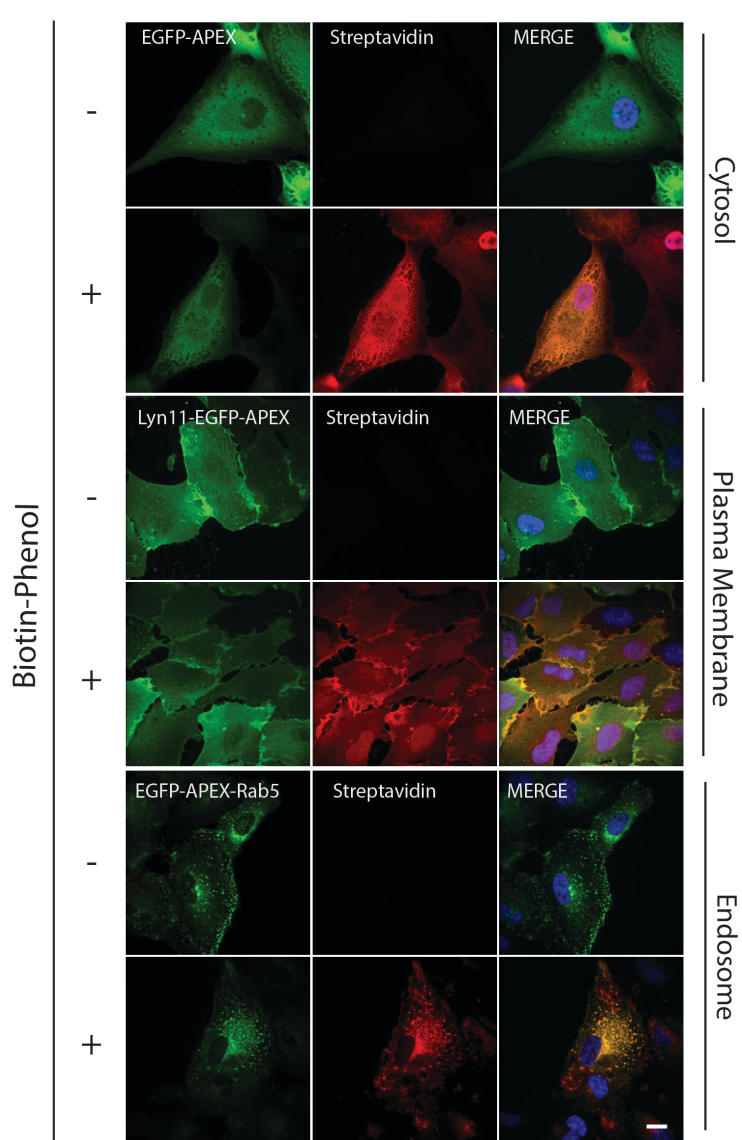 EGFP-APEX Streptavidin MERGE
-
+
Cytosol
Lyn11-EGFP-APEX Streptavidin MERGE
-
+
Plasma Membrane
Biotin-Phenol
EGFP-APEX-Rab5 Streptavidin MERGE
-
+
Endosome